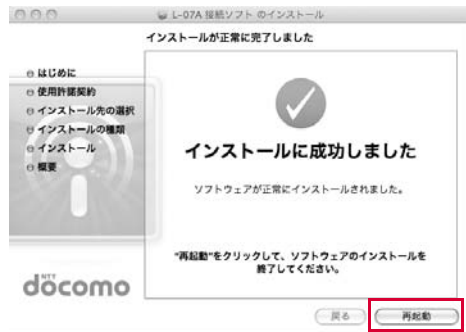 L-07A 接続ソフト のインストール
インストールが正常に完了しました
はじめに
使用許諾契約
インストール先の選択
インストールの種類
インストール
概要
インストールに成功しました
ソフトウェアが正常にインストールされました。
"再起動"をクリックして、ソフトウェアのインストールを
終了してください。
NTT
döcomo
戻る
再起動